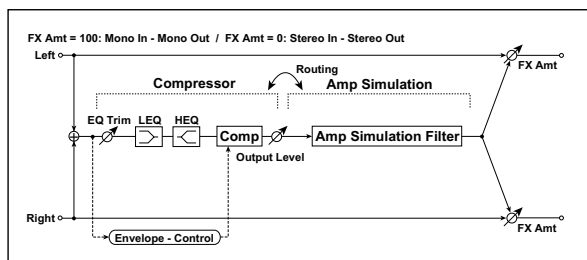 FX Amt = 100: Mono In - Mono Out / FX Amt = 0: Stereo In - Stereo Out
Left
FX Amt
Routing
Compressor
Amp Simulation
EQ Trim
LEQ
HEQ
Comp
Output Level
Amp Simulation Filter
Right
FX Amt
Envelope - Control